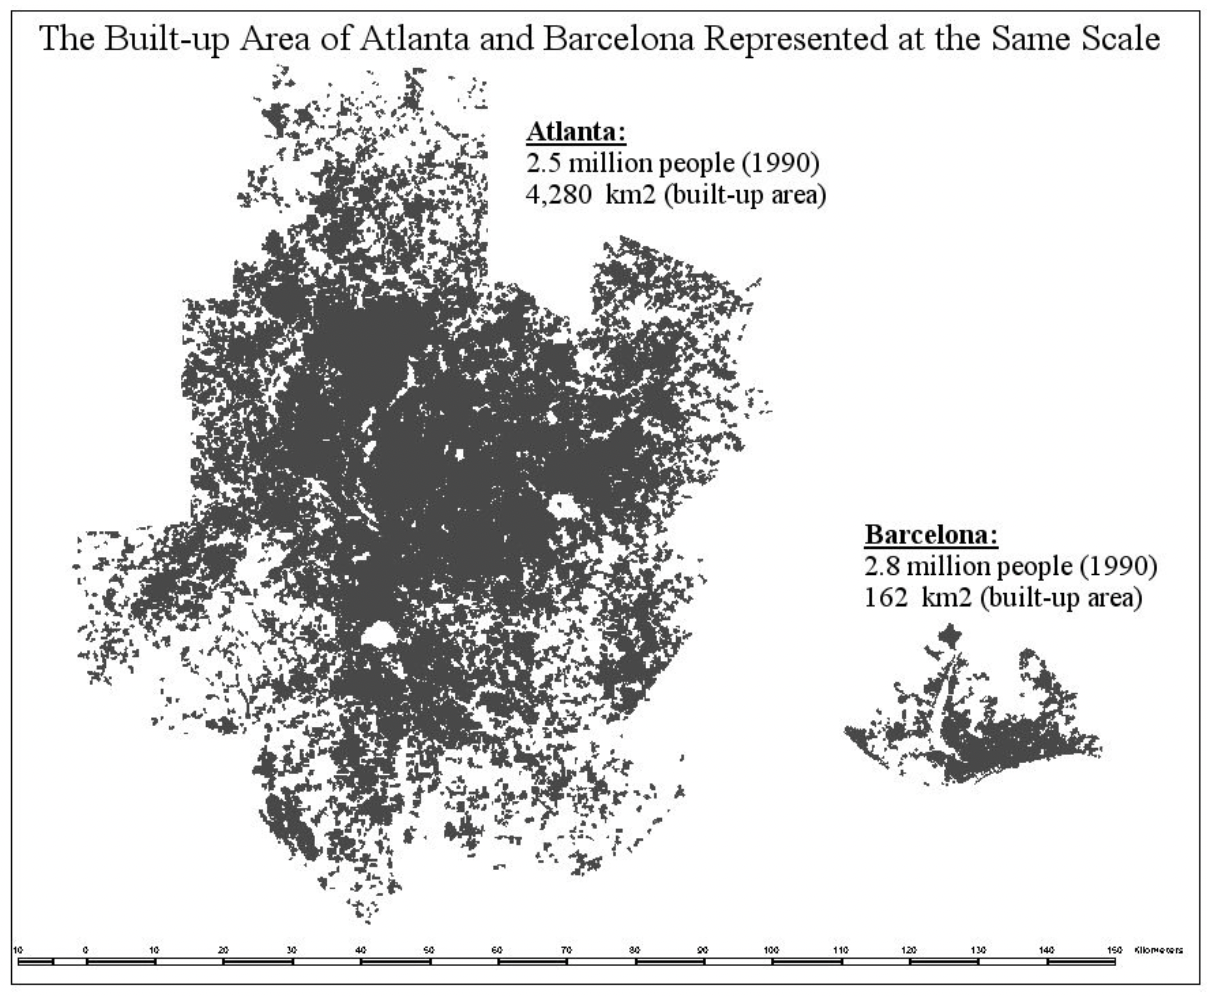 The Built-up Area of Atlanta and Barcelona Represented at the Same Scale
Atlanta:
2.5 million people (1990)
4,280 km2 (built-up area)
Barcelona:
2.8 million people (1990)
162 km2 (built-up area)
10 0 10 20 30 40 50 60 70 80 90 100 110 120 130 140 150 Kilometers